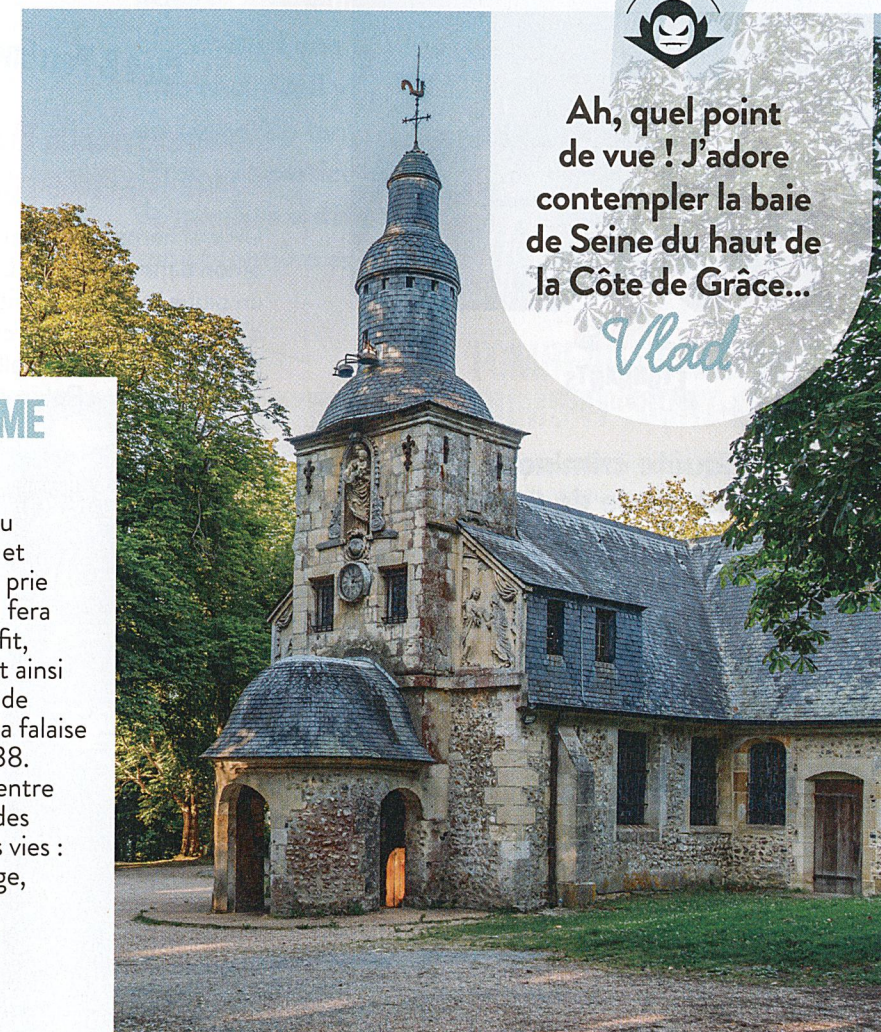 Ah, quel point
de vue ! J'adore
contempler la baie
de Seine du haut de
la Côte de Grâce...
Vlad
ME
u
et
prie
fera
fit,
t ainsi
de
a falaise
38.
entre
des
s vies :
ge,